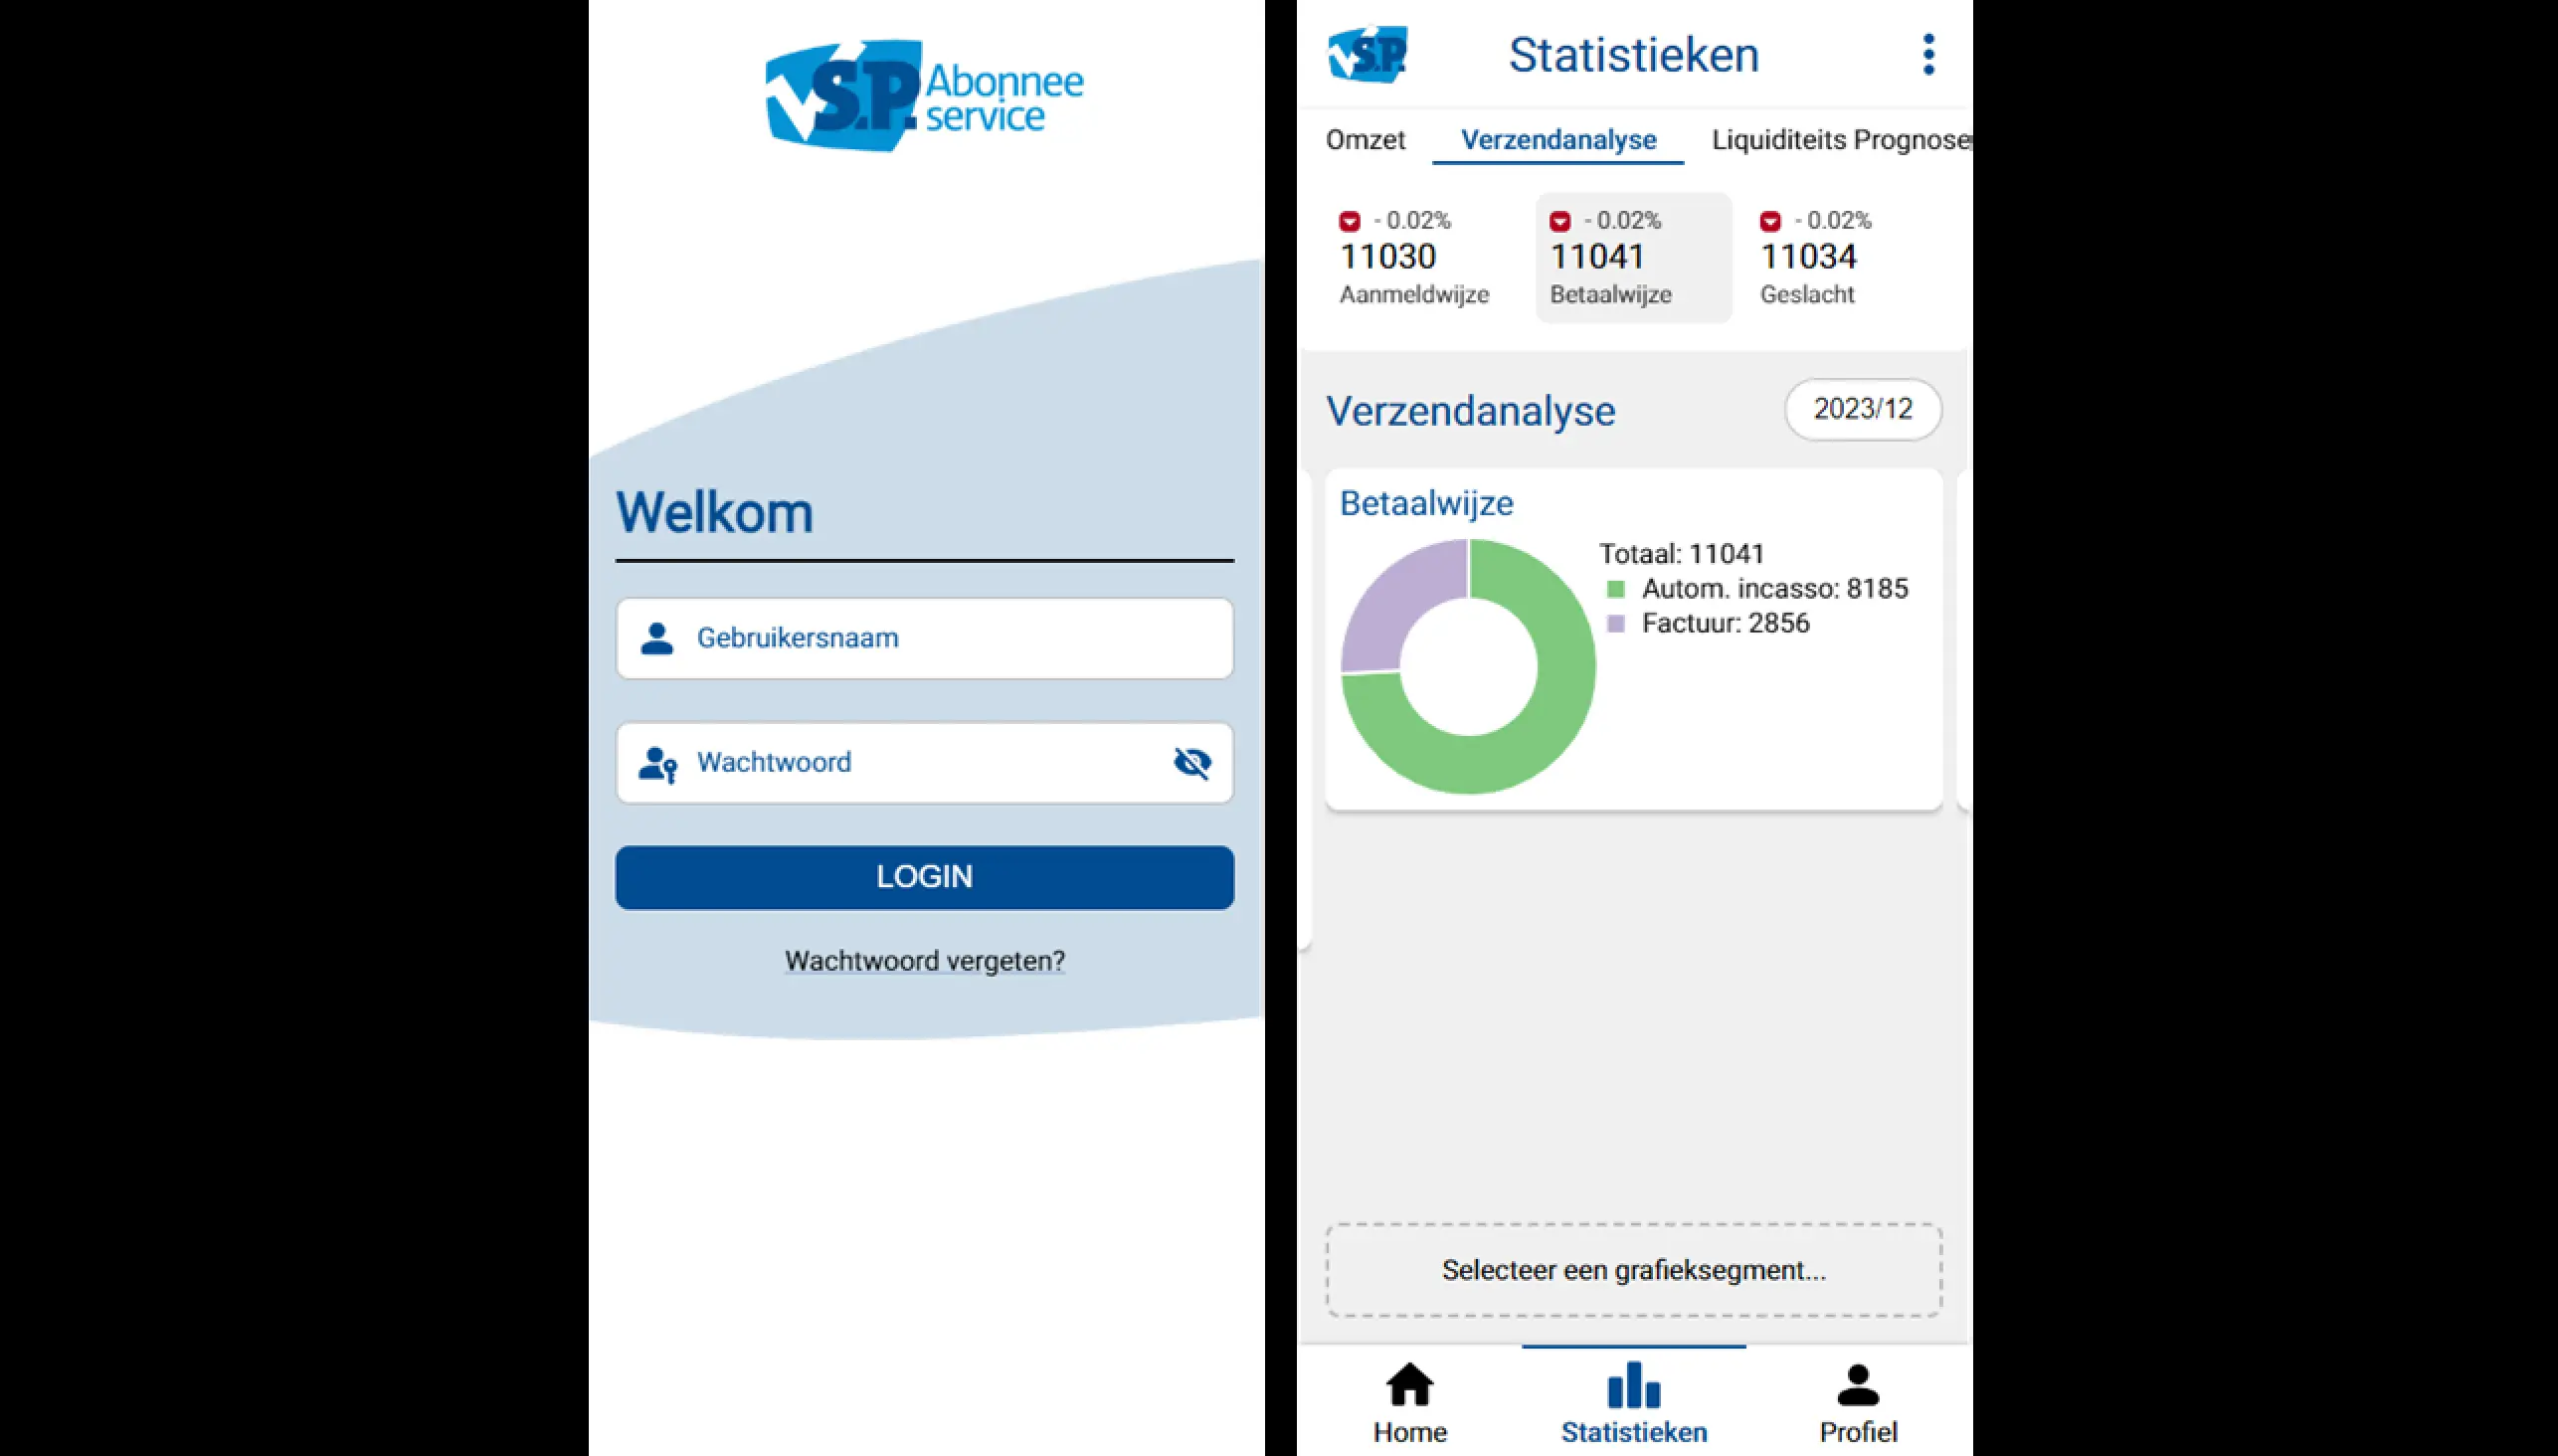 VS.P. Abonnee
service
Welkom
Gebruikersnaam
Wachtwoord
LOGIN
Wachtwoord vergeten?
VS.P.
Statistieken
Omzet Verzendanalyse Liquiditeits Prognose
- 0.02% - 0.02% - 0.02%
11030 11041 11034
Aanmeldwijze Betaalwijze Geslacht
Verzendanalyse 2023/12
Betaalwijze
Totaal: 11041
Autom. incasso: 8185
Factuur: 2856
Selecteer een grafieksegment...
Home Statistieken Profiel